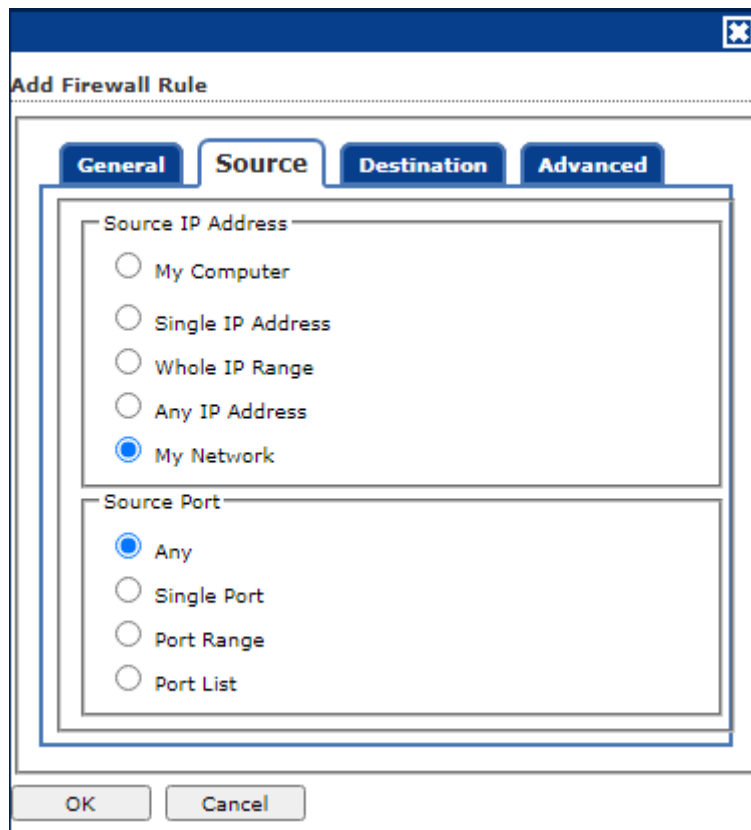 Add Firewall Rule
General Source Destination Advanced
Source IP Address
My Computer
Single IP Address
Whole IP Range
Any IP Address
My Network
Source Port
Any
Single Port
Port Range
Port List
OK Cancel